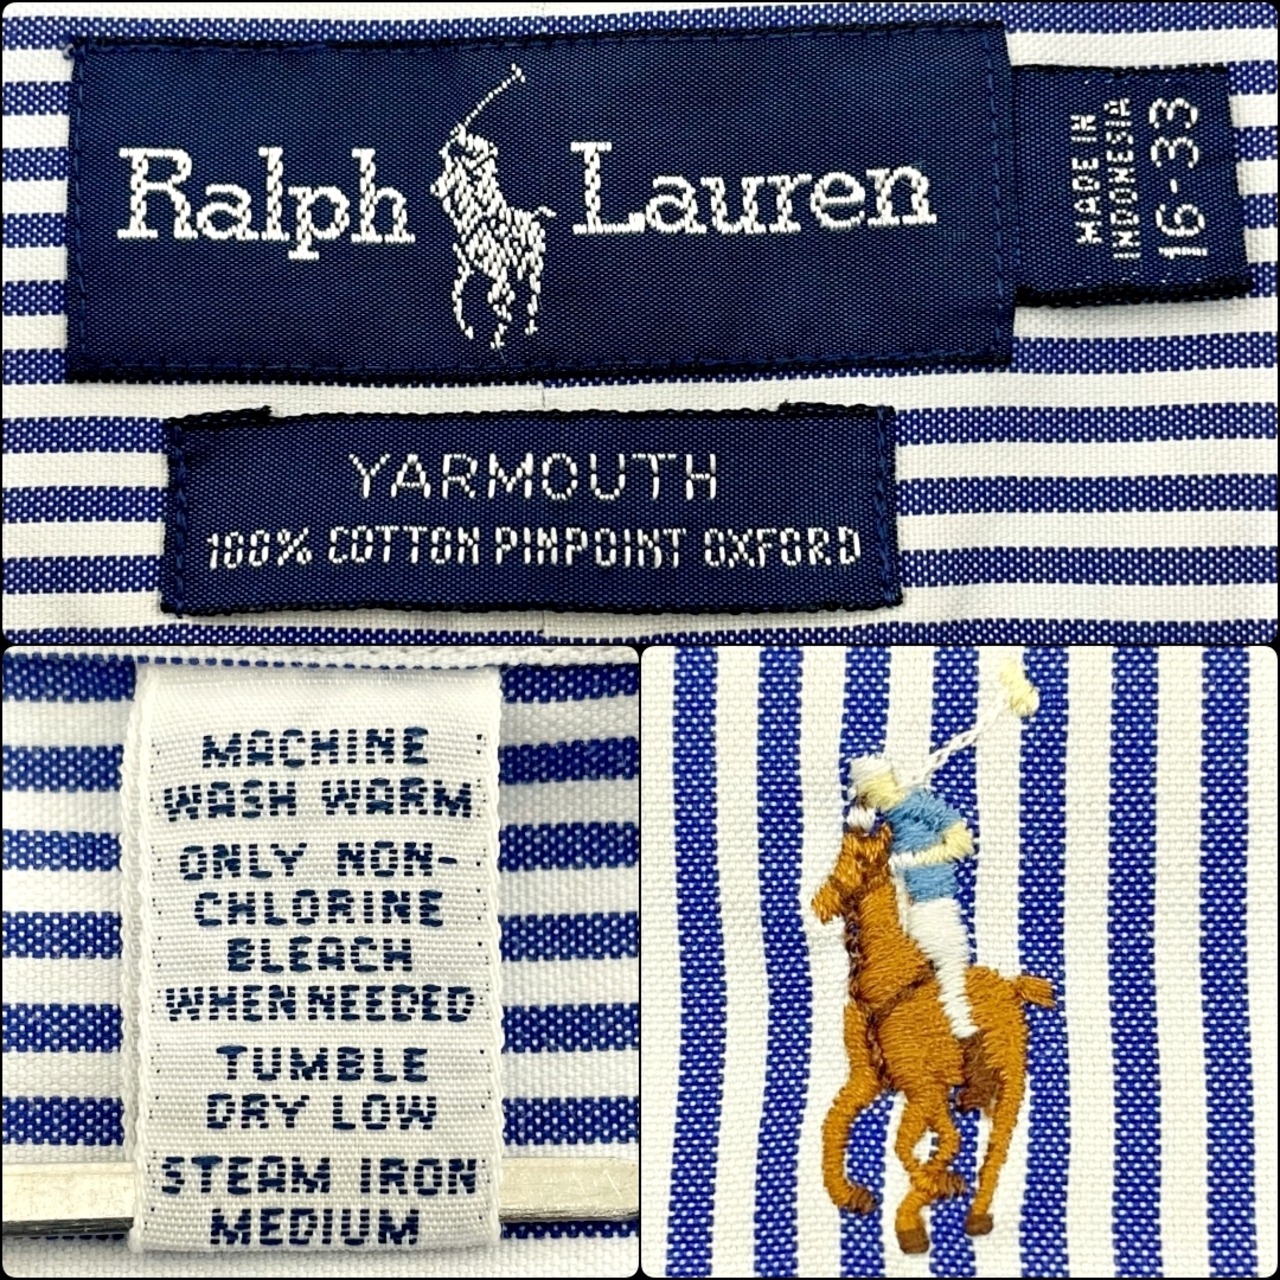 Ralph Lauren
MADE IN
INDONESIA
16-33
YARMOUTH
100% COTTON PINPOINT OXFORD
MACHINE
WASH WARM
ONLY NON-
CHLORINE
BLEACH
WHEN NEEDED
TUMBLE
DRY LOW
STEAM IRON
MEDIUM